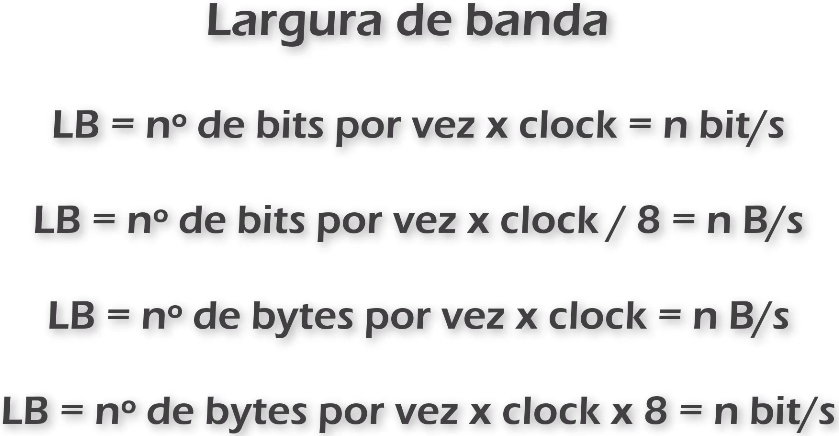 Largura de banda
LB = nº de bits por vez x clock = n bit/s
LB = nº de bits por vez x clock / 8 = n B/s
LB = nº de bytes por vez x clock = n B/s
LB = nº de bytes por vez x clock x 8 = n bit/s